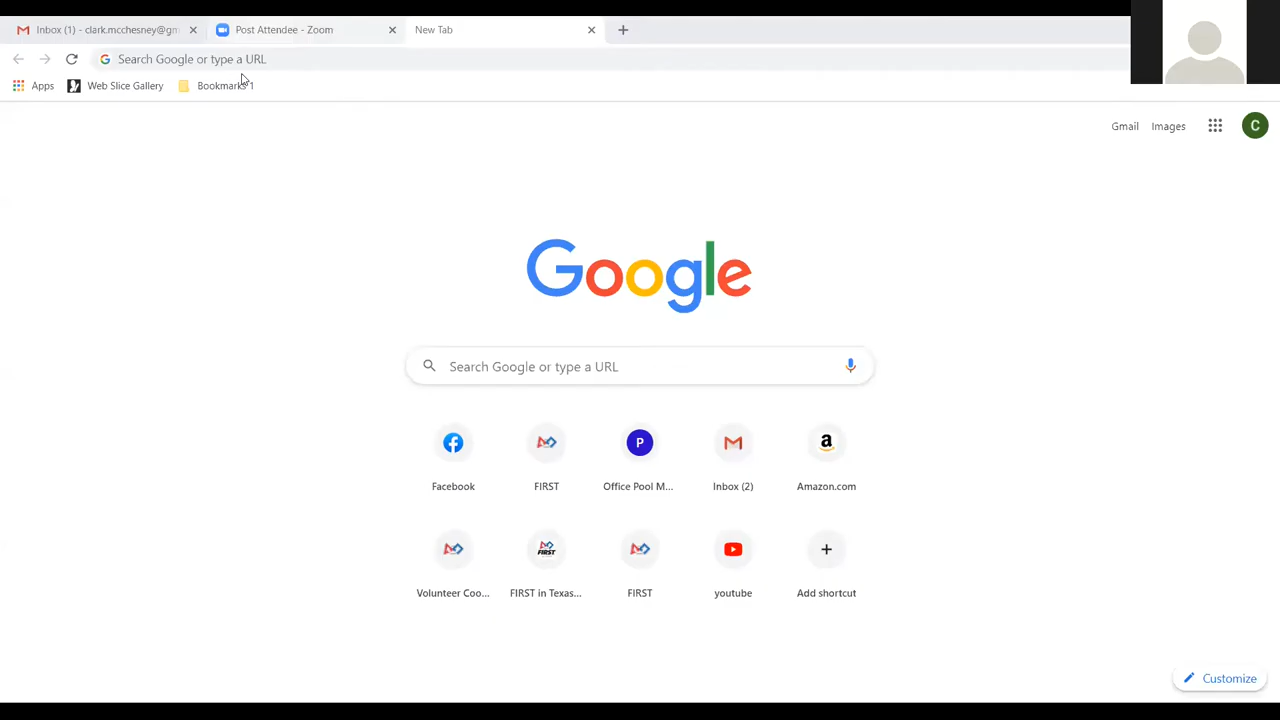 Inbox (1) - clark.mcchesney@gm
Post Attendee - Zoom
New Tab
Search Google or type a URL
Apps
Web Slice Gallery
Bookmarks 1
Gmail
Images
C
Google
Search Google or type a URL
P
a
Facebook
FIRST
Office Pool M...
Inbox (2)
Amazon.com
FIRST
Volunteer Coo...
FIRST in Texas...
FIRST
youtube
Add shortcut
Customize